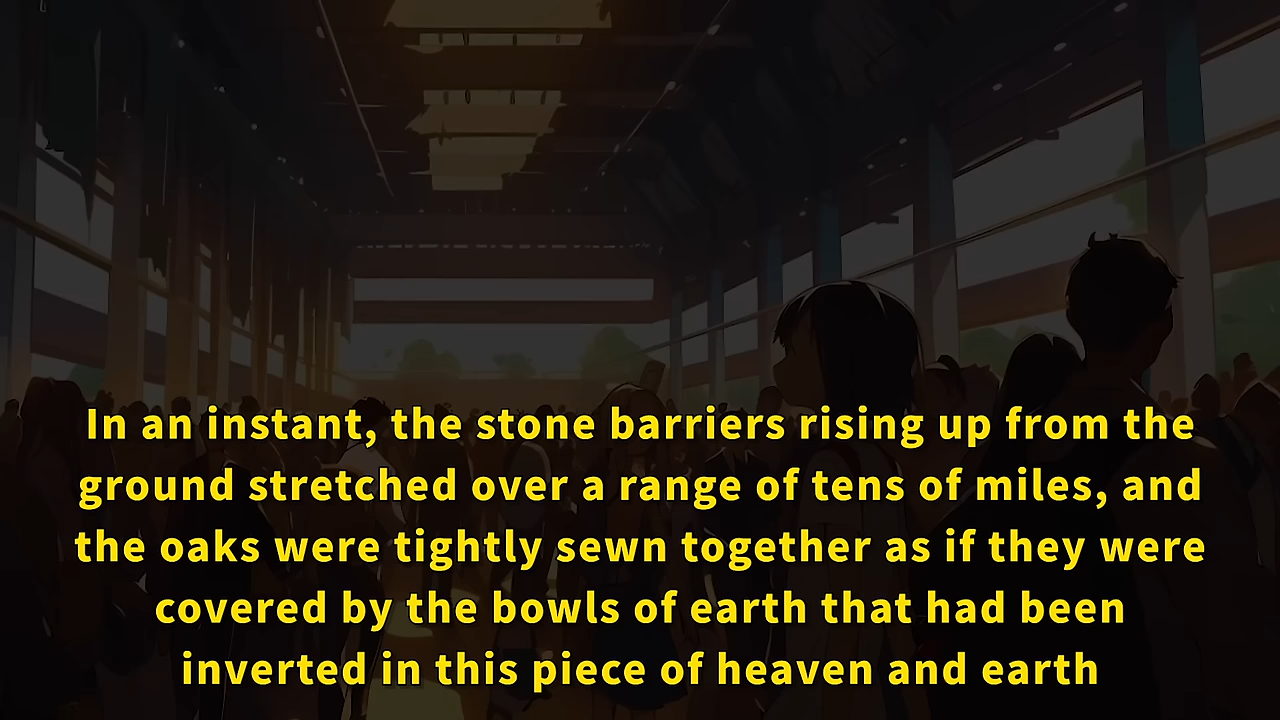 In an instant, the stone barriers rising up from the
ground stretched over a range of tens of miles, and
the oaks were tightly sewn together as if they were
covered by the bowls of earth that had been
inverted in this piece of heaven and earth